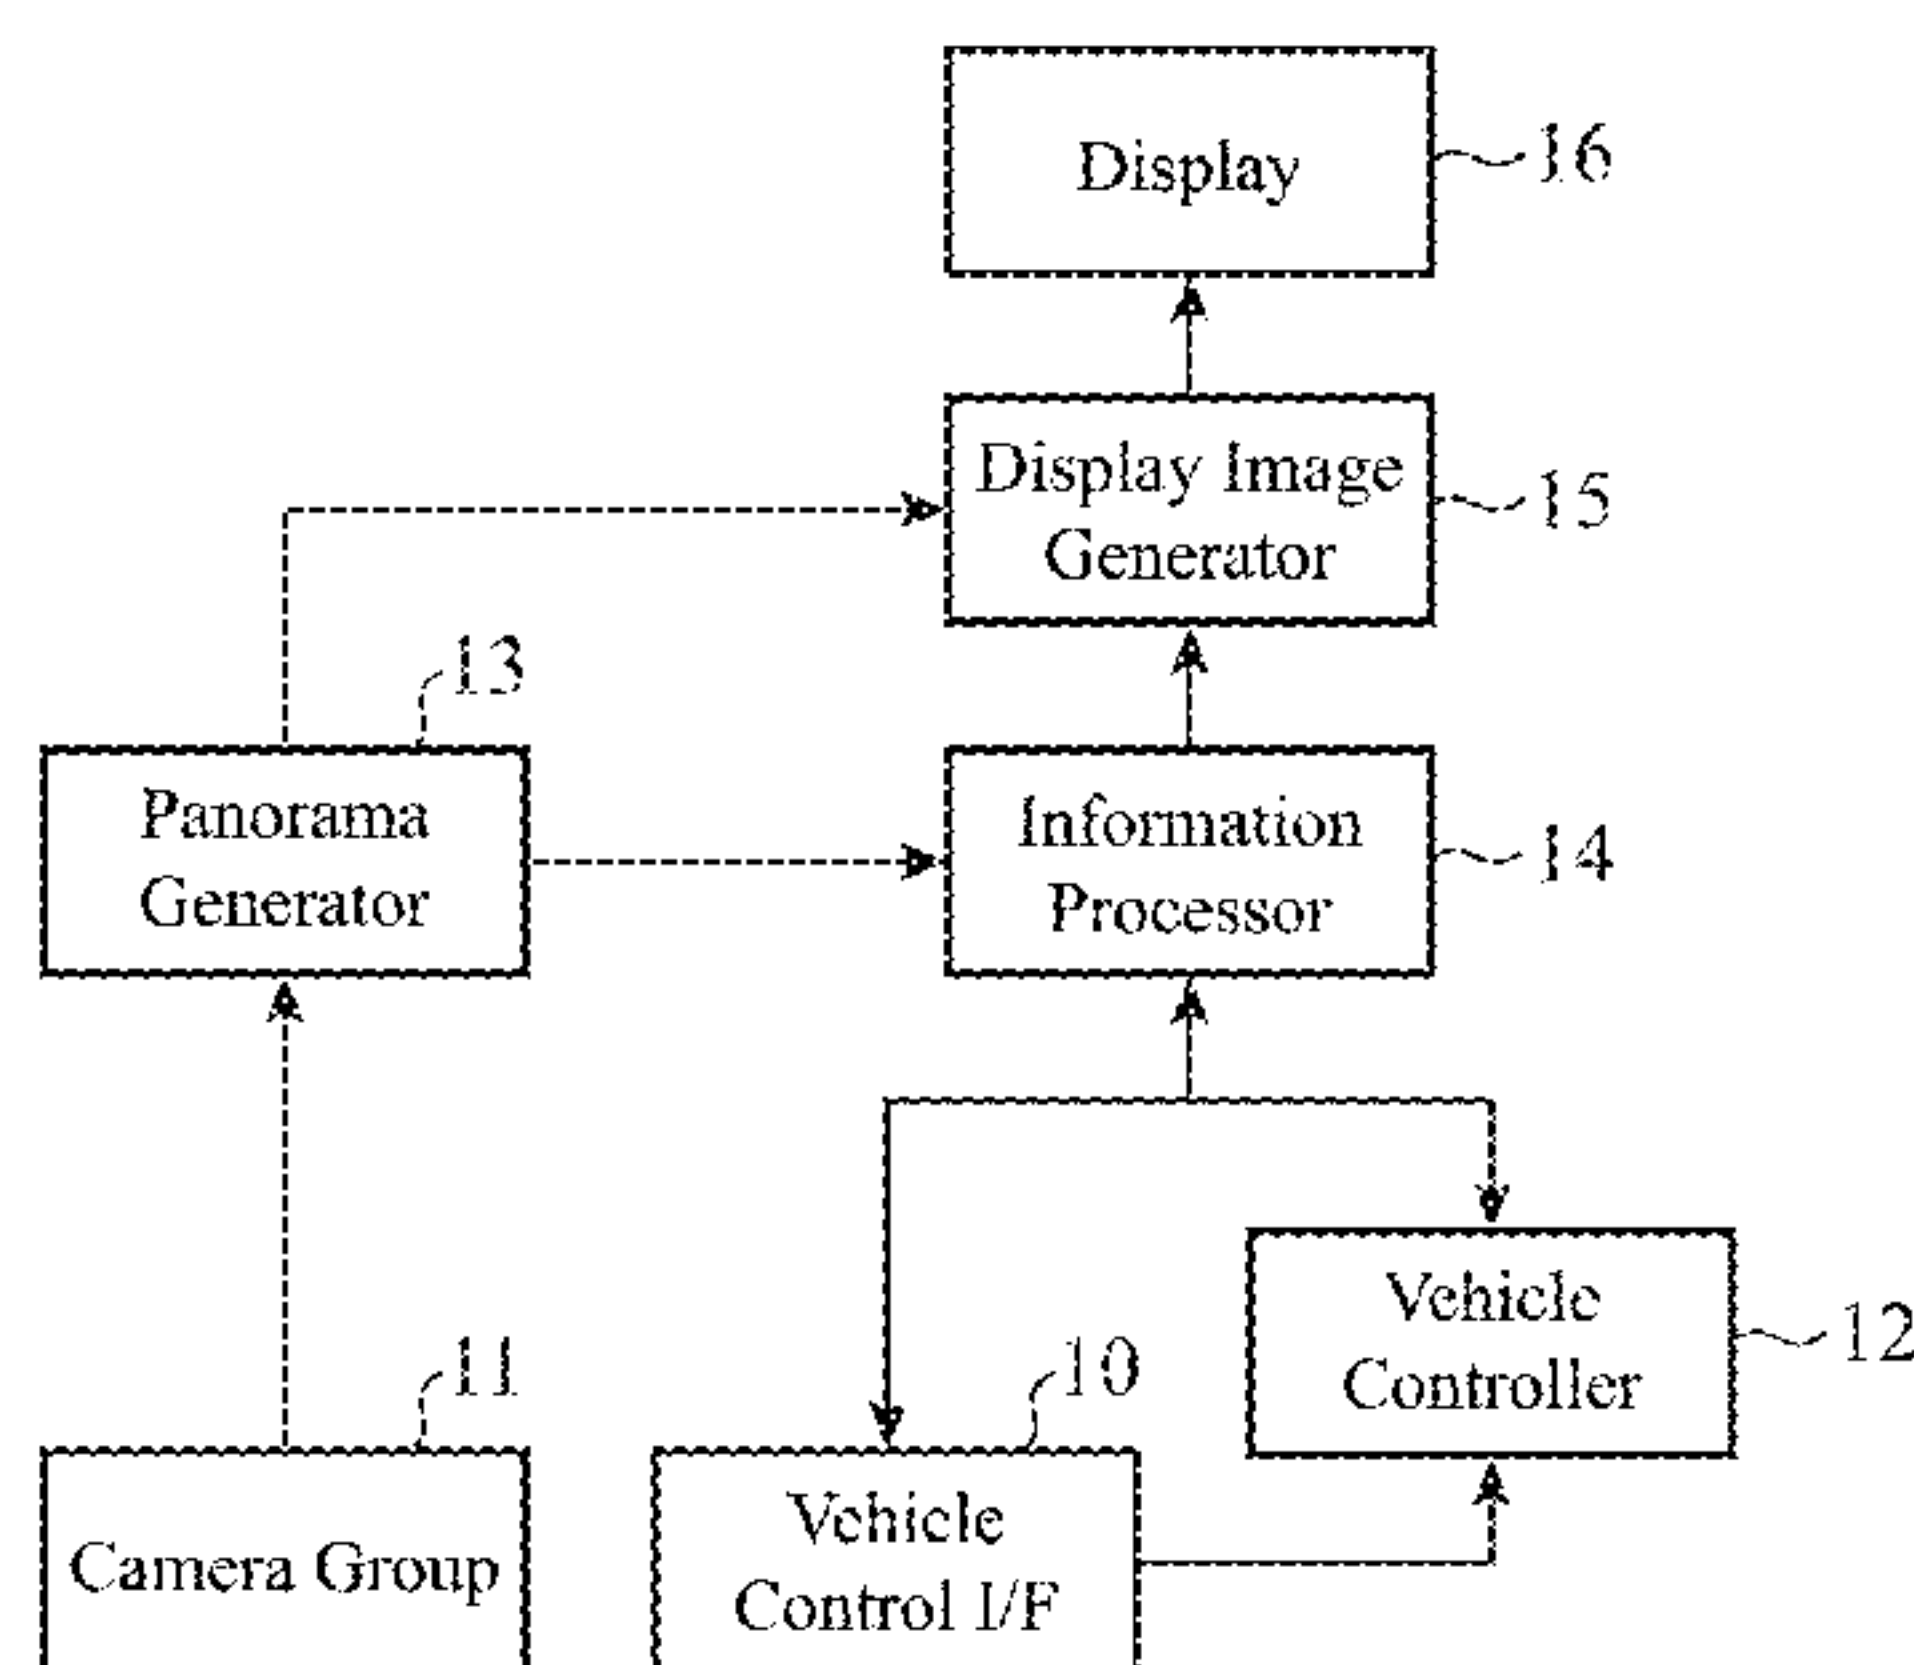 Display
16
Display Image
Generator
15
13
Panorama
Generator
Information
Processor
14
Vehicle
Controller
12
11
10
Camera Group
Vehicle
Control I/F